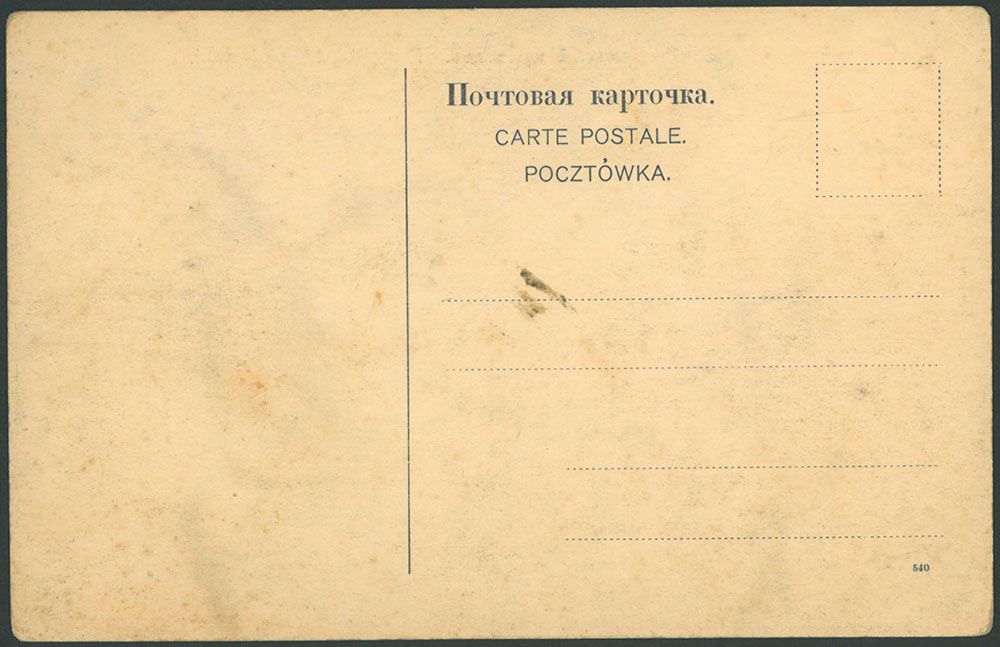 Почтовая карточка.
CARTE POSTALE.
POCZTÓWKA.
540